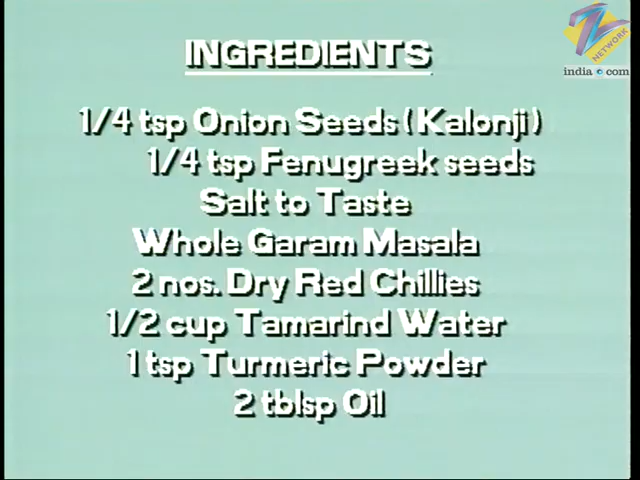 INGREDIENTS
1/4 tsp Onion Seeds (Kalonji)
1/4 tsp Fenugreek seeds
Salt to Taste
Whole Garam Masala
2 nos. Dry Red Chillies
1/2 cup Tamarind Water
1 tsp Turmeric Powder
2 tblsp Oil
Z NETWORK
india.com